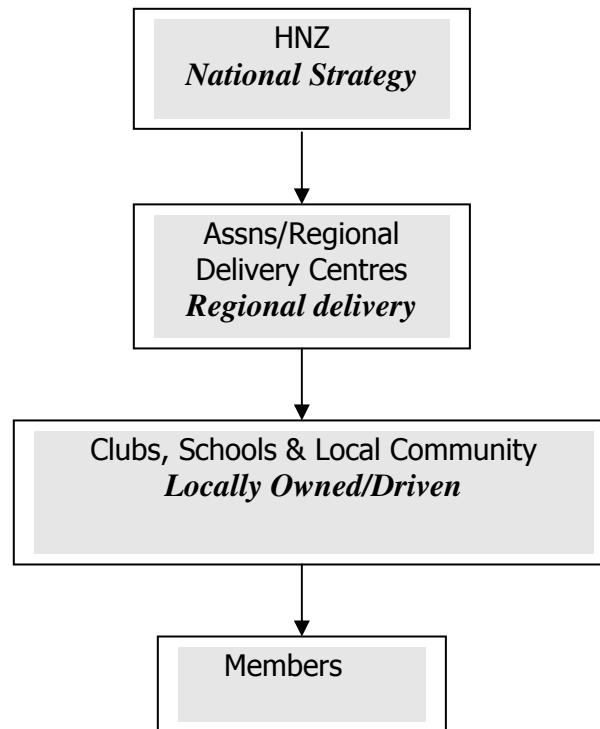 HNZ
National Strategy
Assns/Regional
Delivery Centres
Regional delivery
Clubs, Schools & Local Community
Locally Owned/Driven
Members